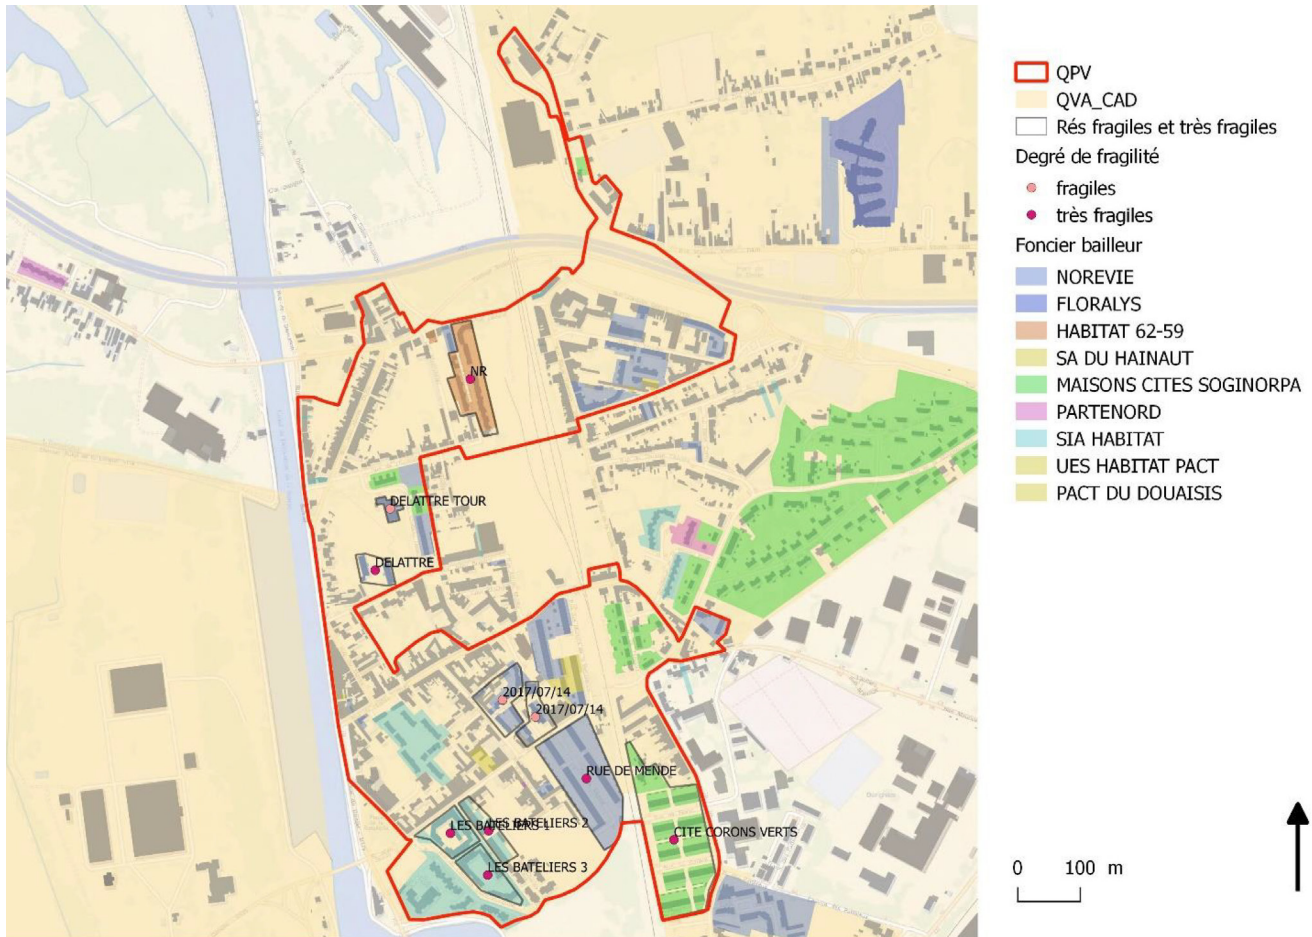 QPV
QVA_CAD
Rés fragiles et très fragiles
Degré de fragilité
fragiles
très fragiles
Foncier bailleur
NOREVIE
FLORALYS
HABITAT 62-59
SA DU HAINAUT
MAISONS CITES SOGINORPA
PARTENORD
SIA HABITAT
UES HABITAT PACT
PACT DU DOUAISIS
0 100 m
NR
DELATTRE TOUR
DELATTRE
2017/07/14
2017/07/14
RUE DE MENDE
LES BATELIERS 1
LES BATELIERS 2
CITE CORONS VERTS
LES BATELIERS 3